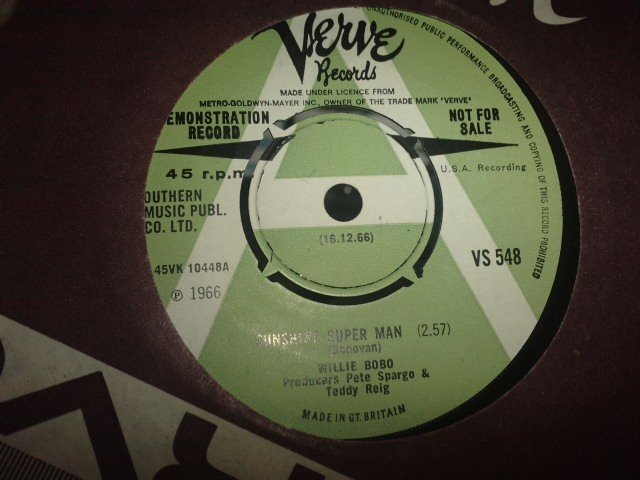 UNAUTHORISED PUBLIC PERFORMANCE BROADCASTING AND COPYING OF THIS RECORD PROHIBITED
Verve
Records
MADE UNDER LICENCE FROM
METRO-GOLDWYN-MAYER INC., OWNER OF THE TRADE MARK 'VERVE'
EMONSTRATION
RECORD
NOT FOR
SALE
45 r.p.m
U.S.A. Recording
OUTHERN
MUSIC PUBL.
CO. LTD.
(16.12.66)
45VK 10448A
VS 548
℗ 1966
SUNSHINE SUPER MAN (2.57)
(Donovan)
WILLIE BOBO
Producers Pete Spargo &
Teddy Reig
MADE IN GT. BRITAIN